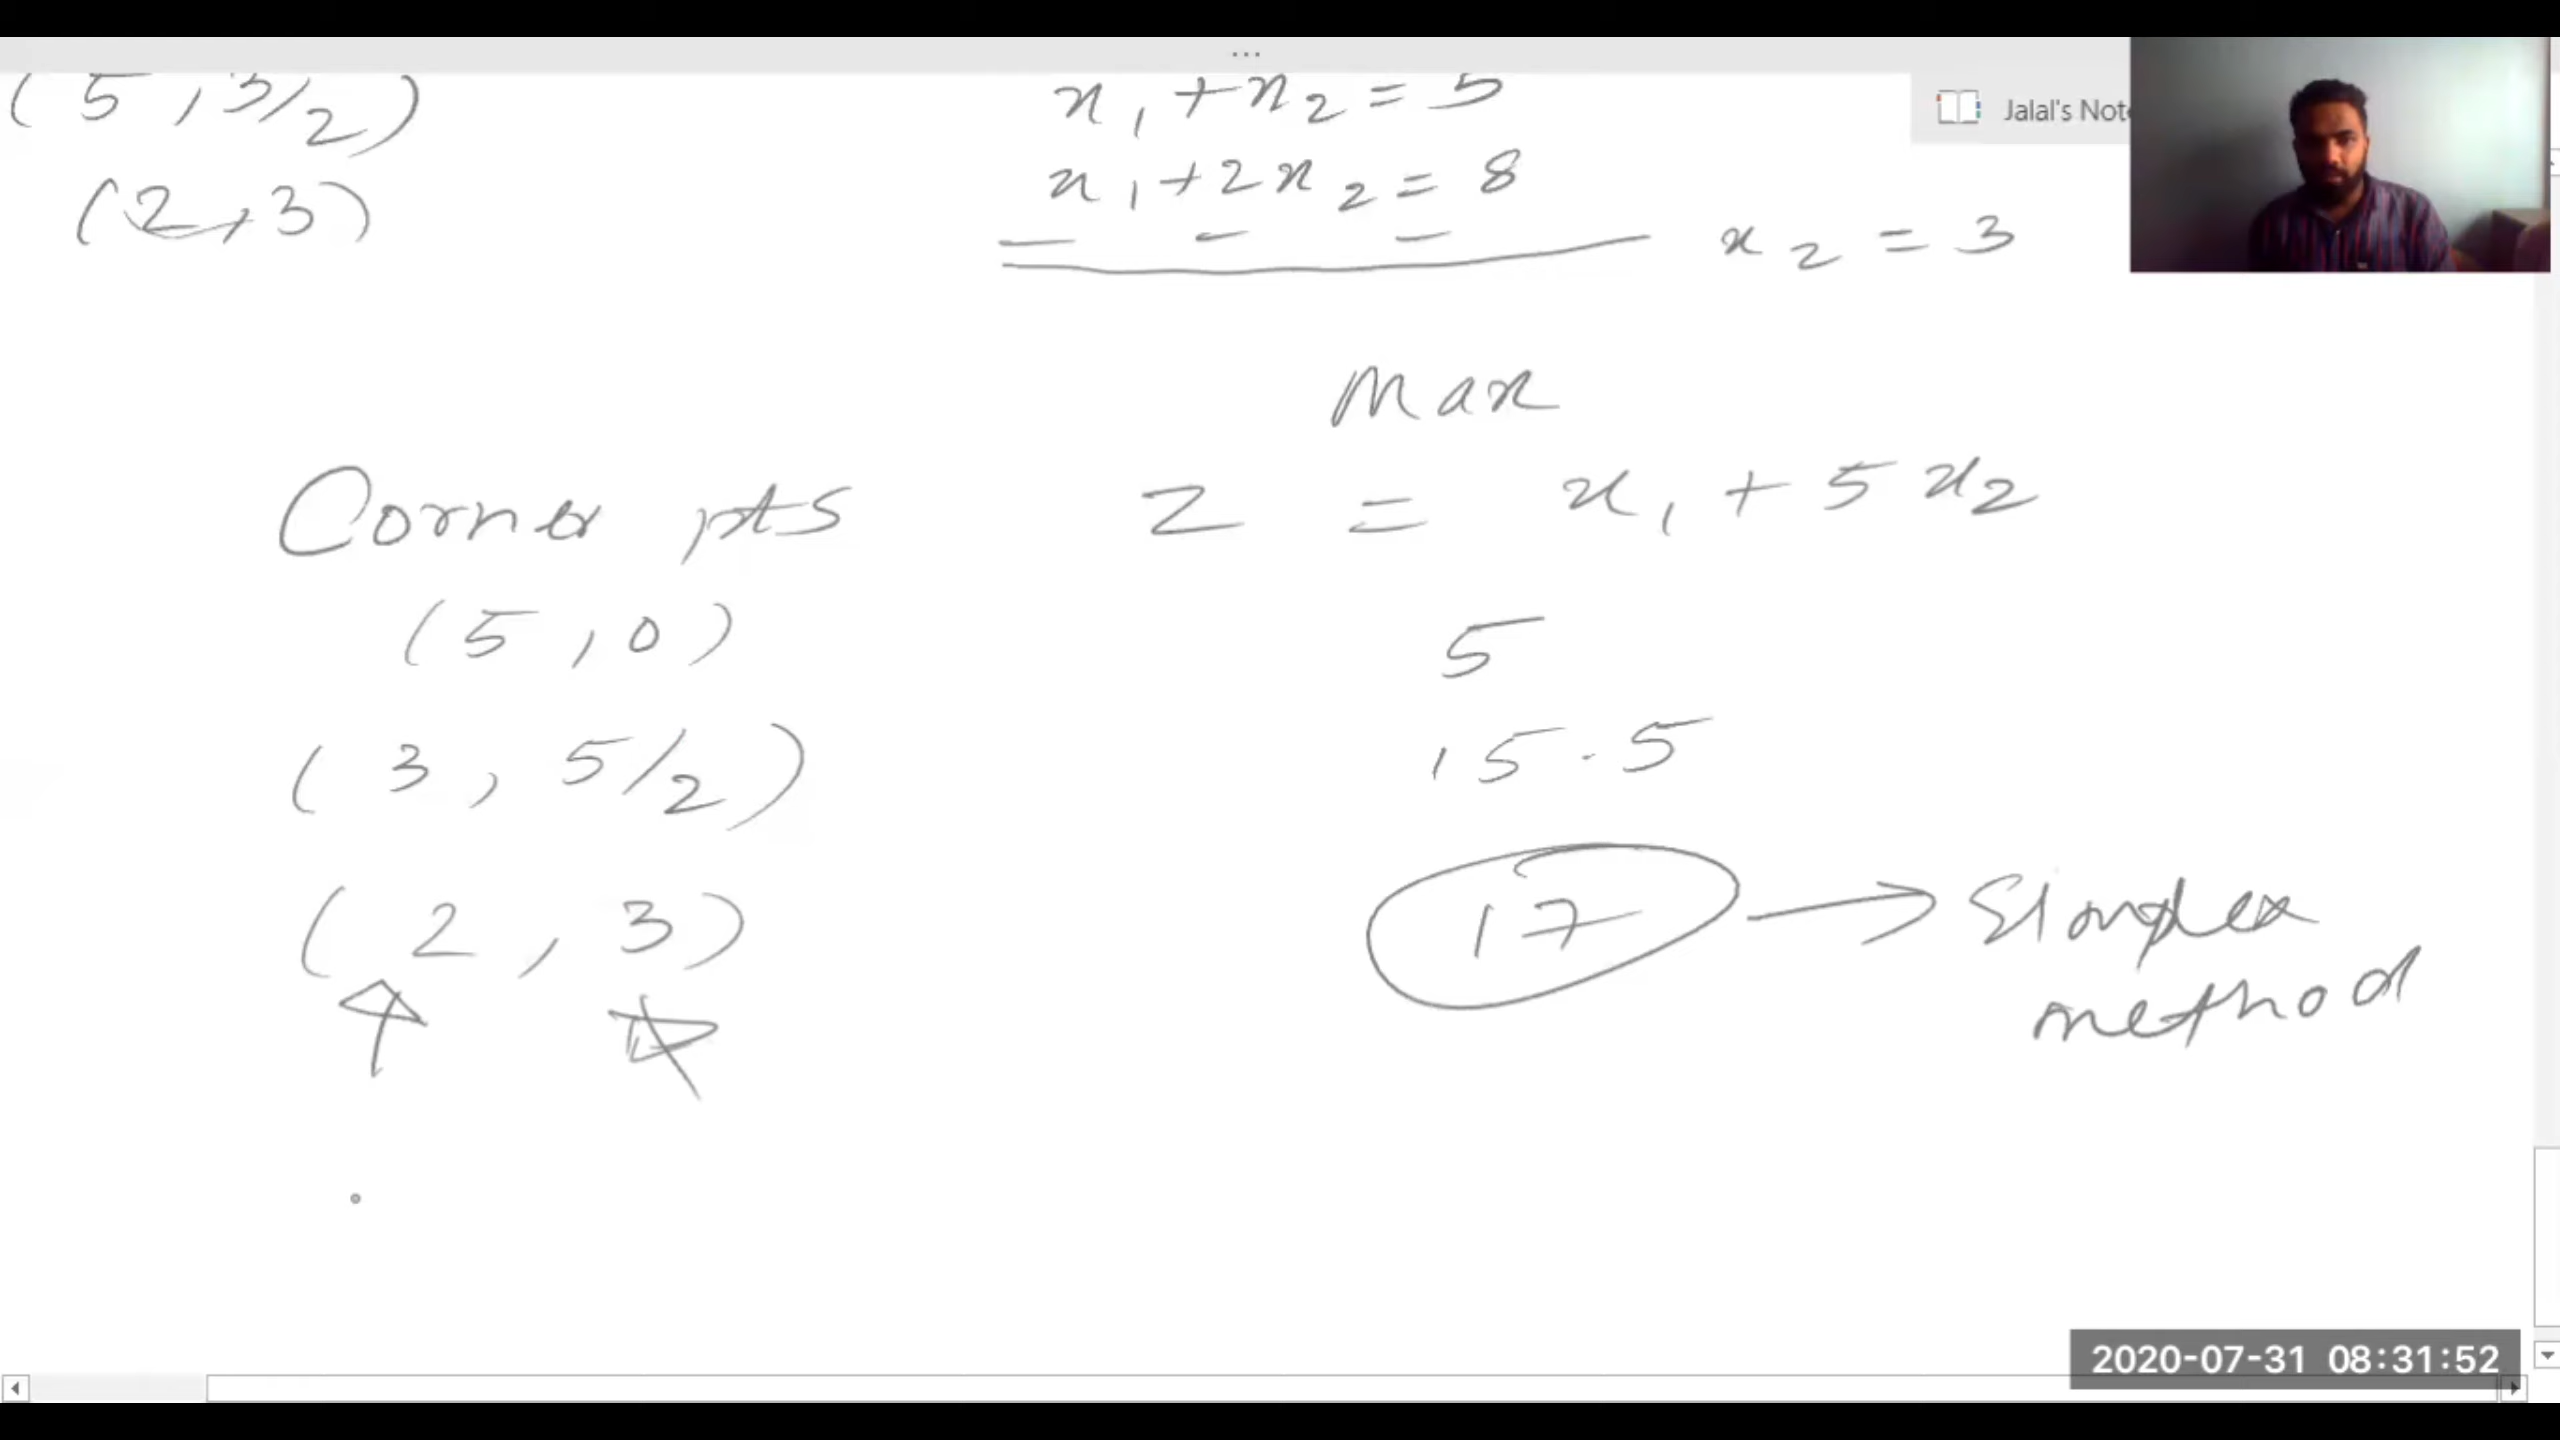 (5, 3/2)
x₁ + x₂ = 5
Jalal's Note
x₁ + 2x₂ = 8
(2, 3)
x₂ = 3
Max
Corner pts
Z = x₁ + 5x₂
(5, 0)
5
(3, 5/2)
15.5
(2, 3)
17 → Simplex
method
2020-07-31 08:31:52